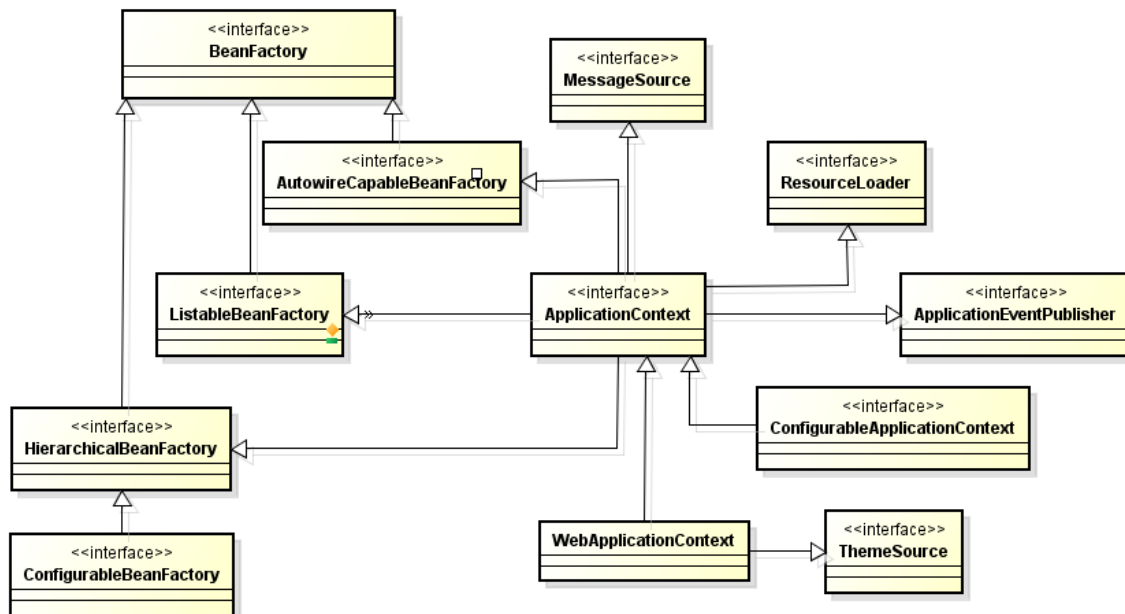 <<interface>>
BeanFactory
<<interface>>
MessageSource
<<interface>>
AutowireCapableBeanFactory
<<interface>>
ResourceLoader
<<interface>>
ListableBeanFactory
<<interface>>
ApplicationContext
<<interface>>
ApplicationEventPublisher
<<interface>>
HierarchicalBeanFactory
<<interface>>
ConfigurableApplicationContext
<<interface>>
ConfigurableBeanFactory
WebApplicationContext
<<interface>>
ThemeSource